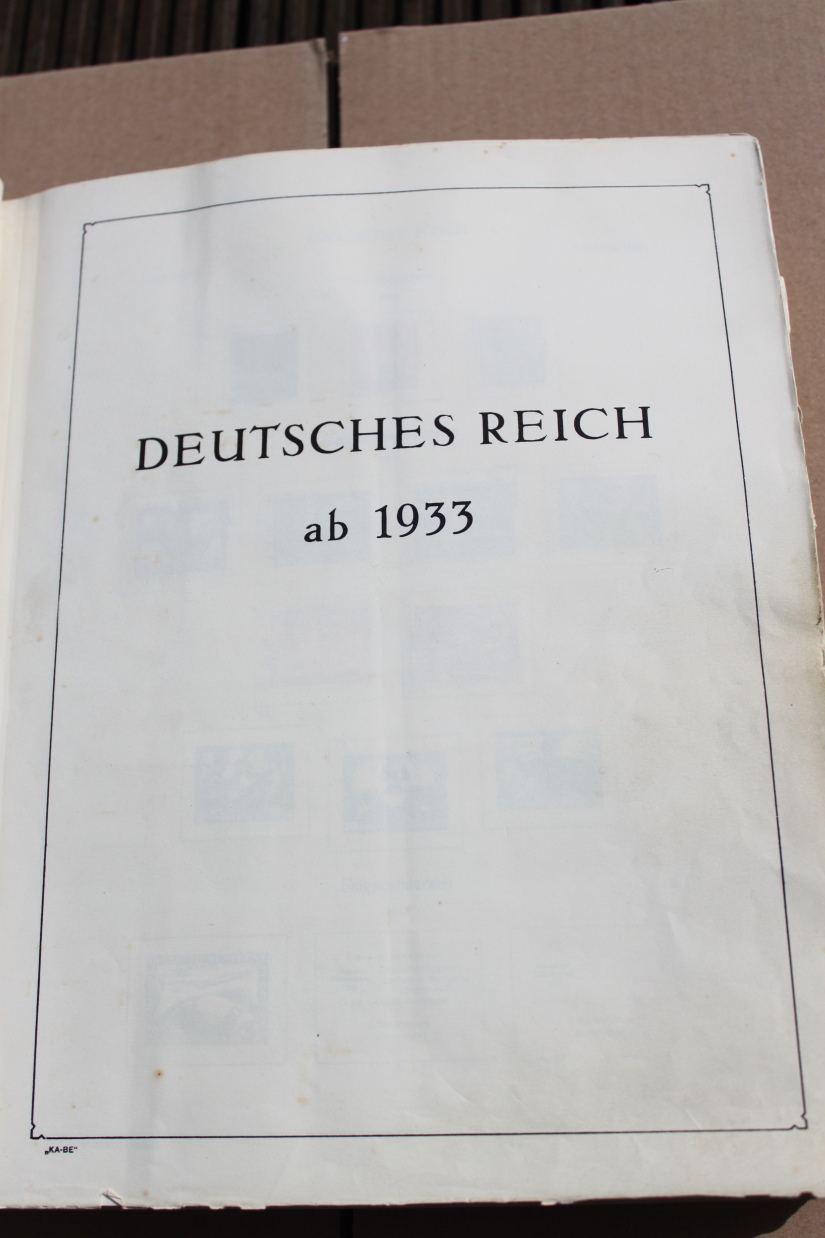 DEUTSCHES REICH
ab 1933
„KA-BE“